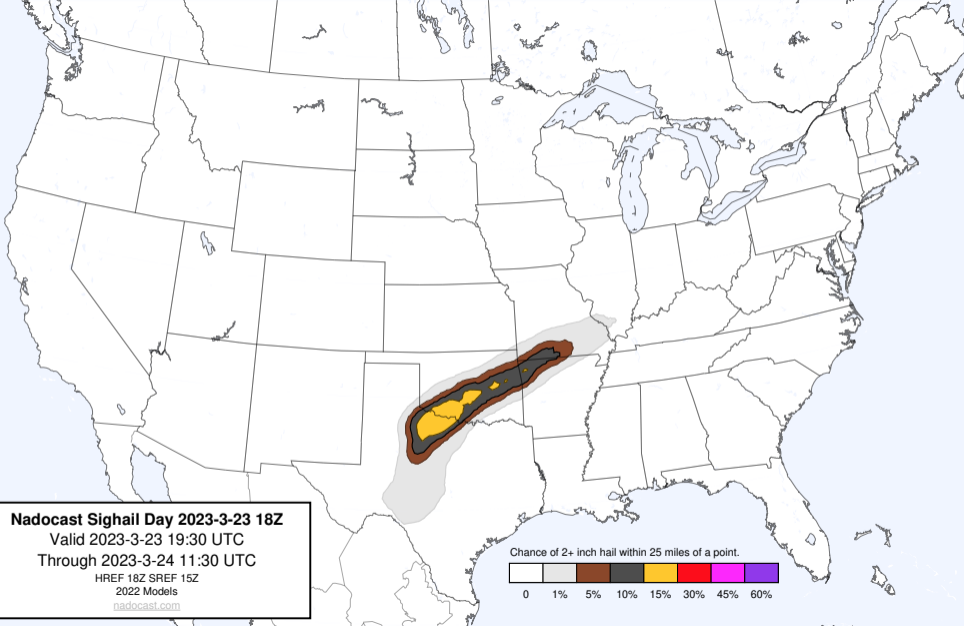 Nadocast Sighail Day 2023-3-23 18Z
Valid 2023-3-23 19:30 UTC
Through 2023-3-24 11:30 UTC
HREF 18Z SREF 15Z
2022 Models
nadocast.com
Chance of 2+ inch hail within 25 miles of a point.
0 1% 5% 10% 15% 30% 45% 60%